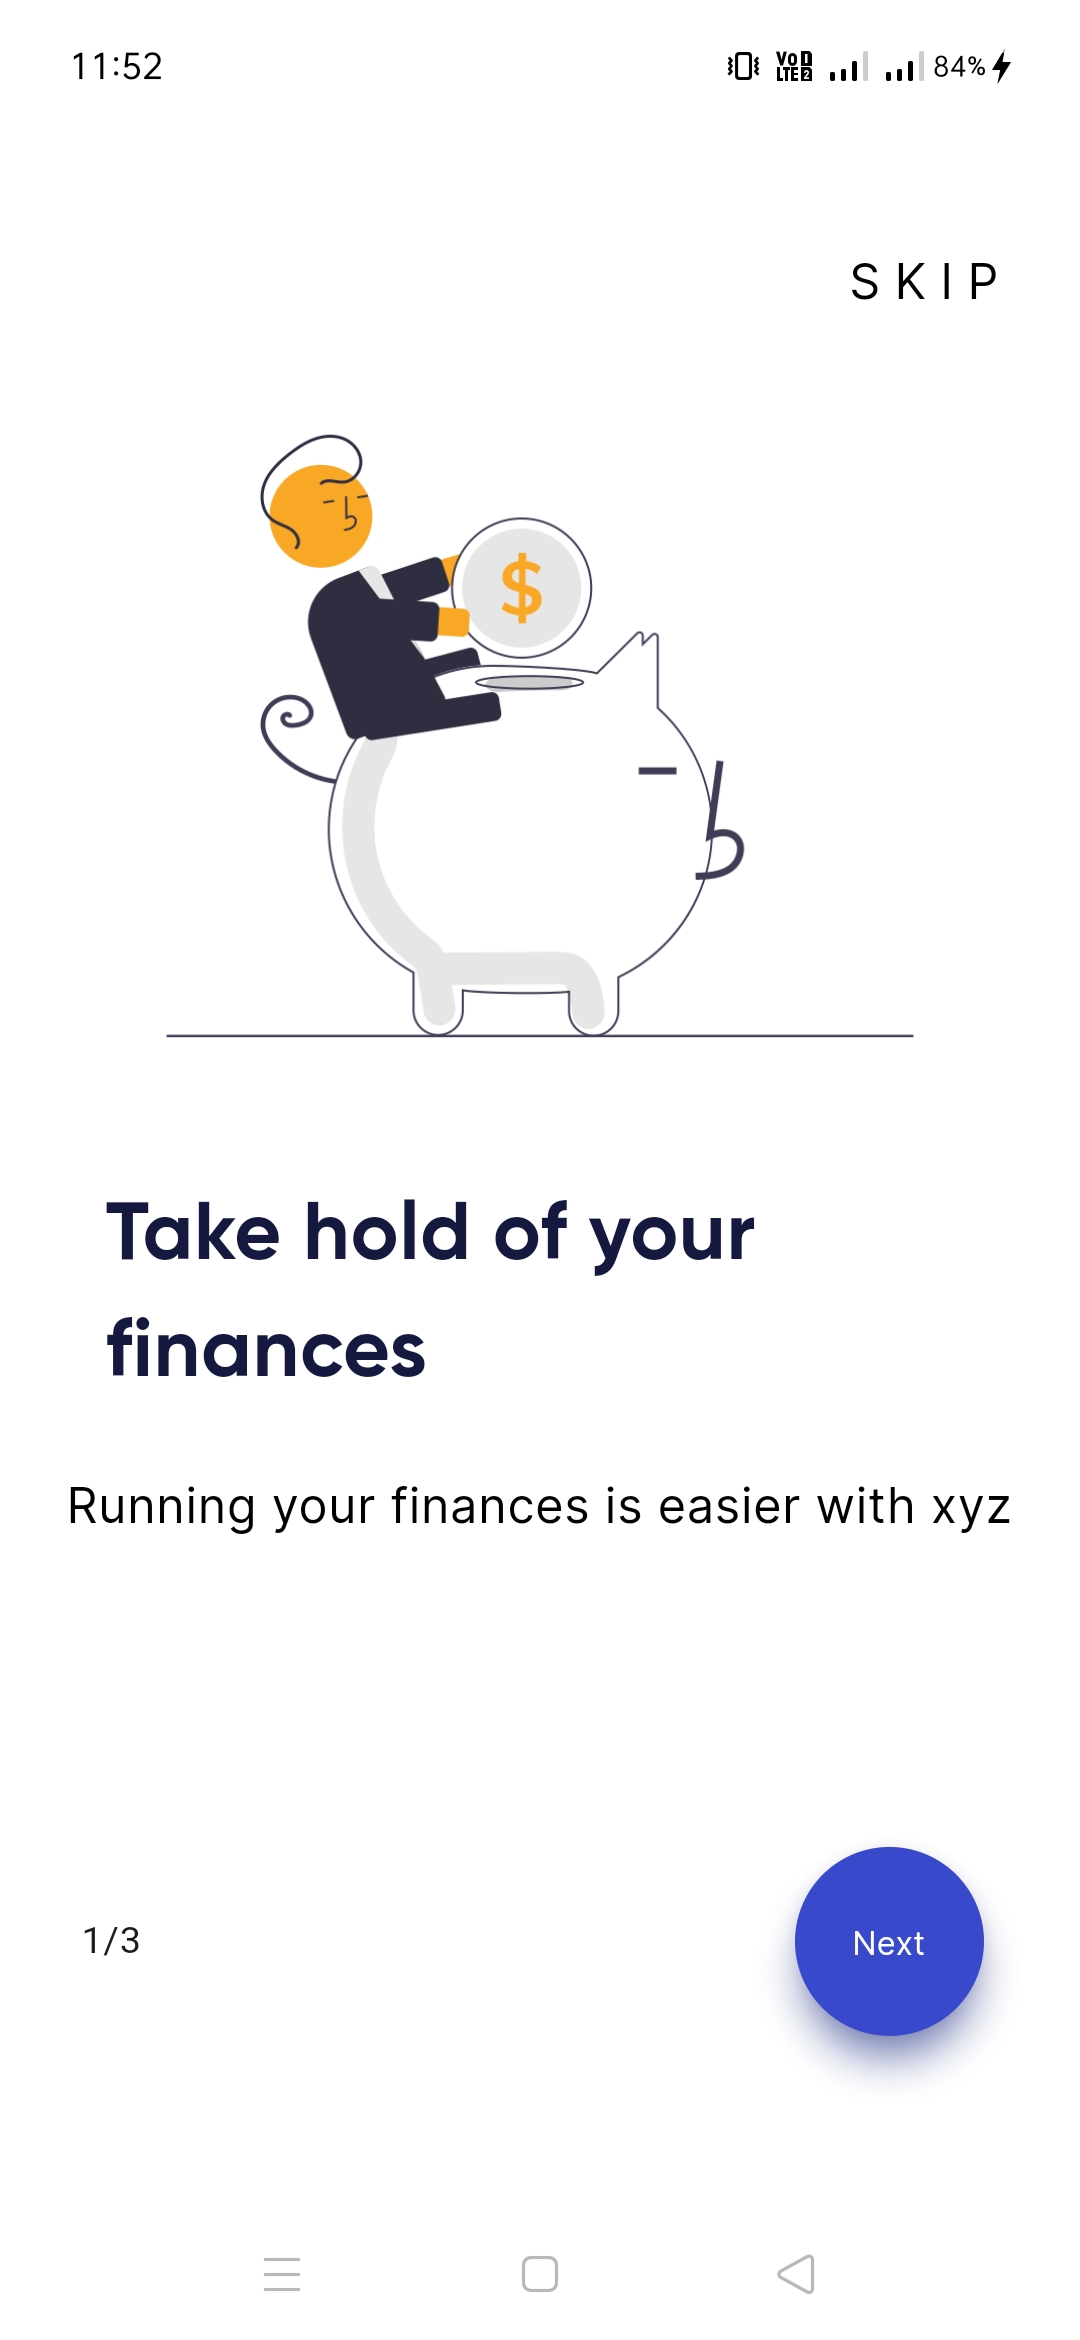 11:52 VoD LTE2 84%
SKIP
$
Take hold of your
finances
Running your finances is easier with xyz
1/3
Next